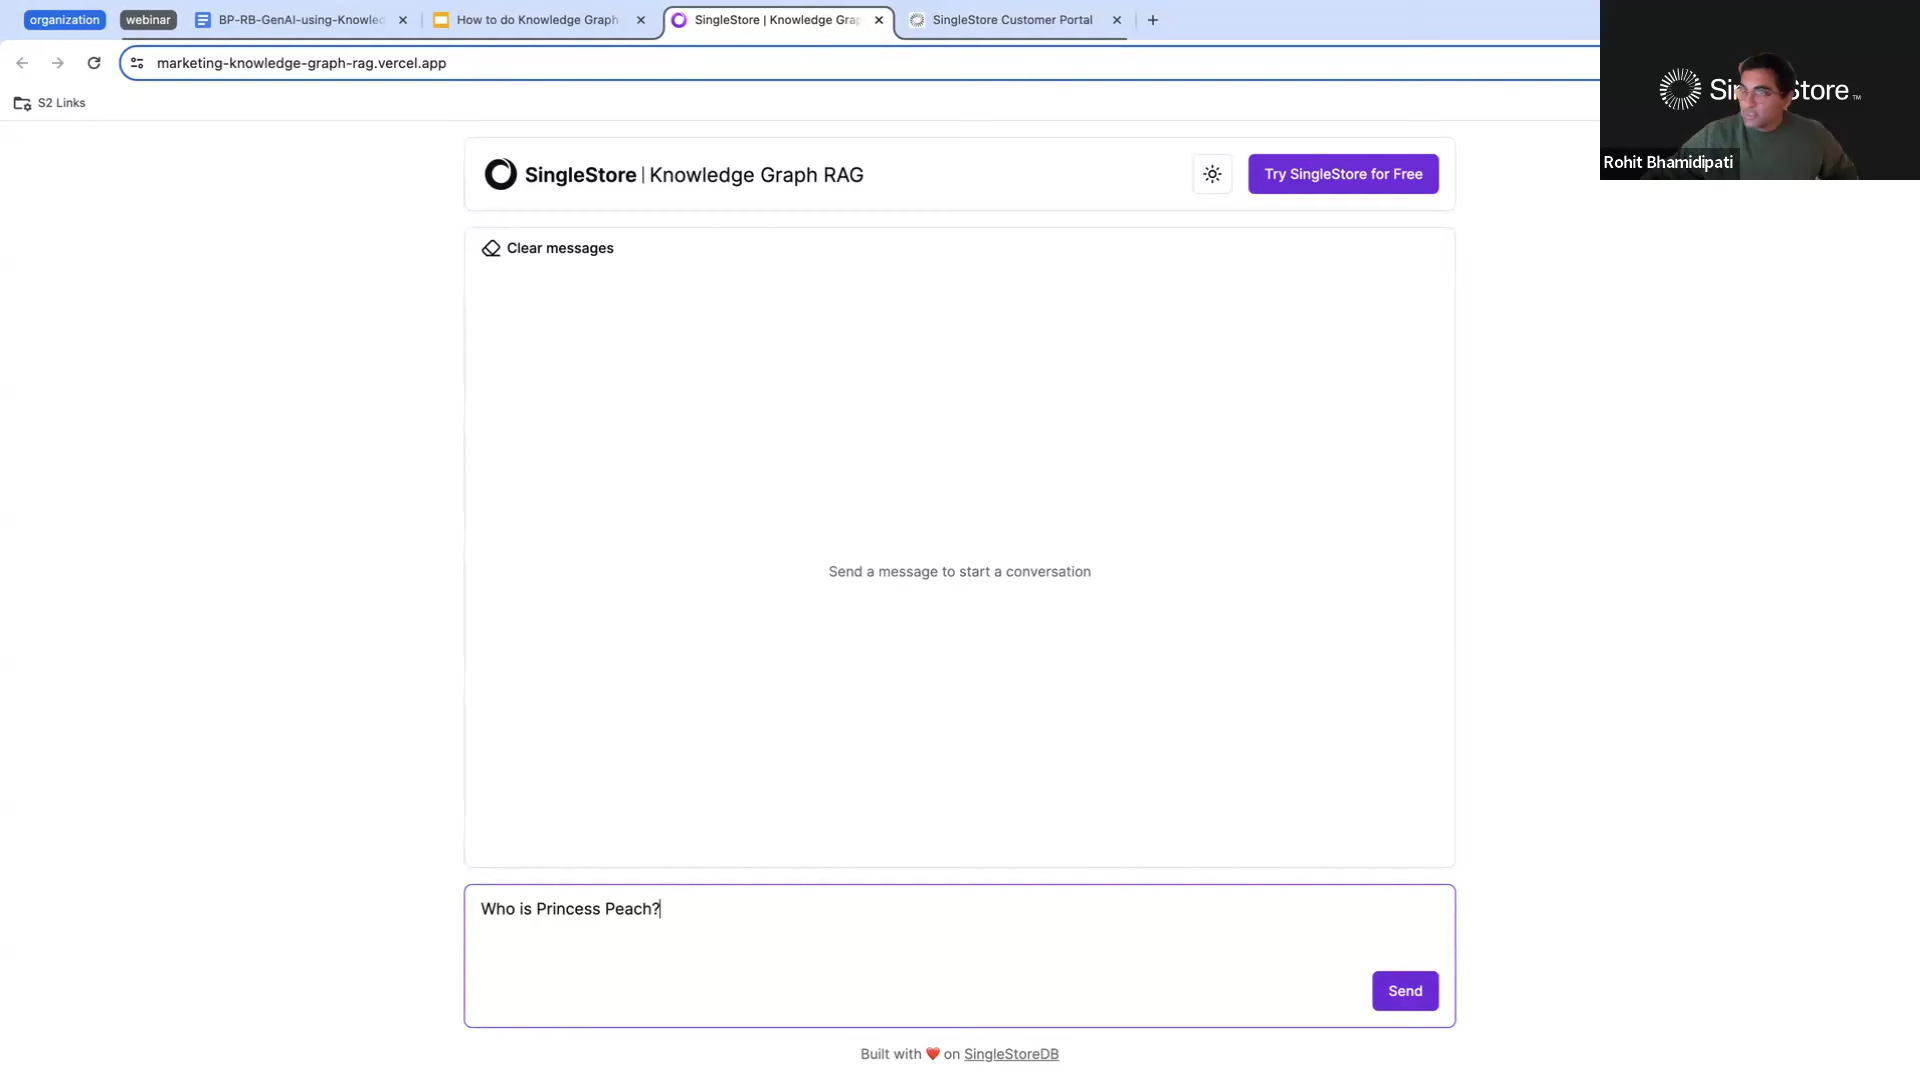 organization
webinar
BP-RB-GenAI-using-Knowled
How to do Knowledge Graph
SingleStore | Knowledge Gra
SingleStore Customer Portal
marketing-knowledge-graph-rag.vercel.app
S2 Links
Rohit Bhamidipati
SingleStore | Knowledge Graph RAG
Try SingleStore for Free
Clear messages
Send a message to start a conversation
Who is Princess Peach?
Send
Built with ❤️ on SingleStoreDB